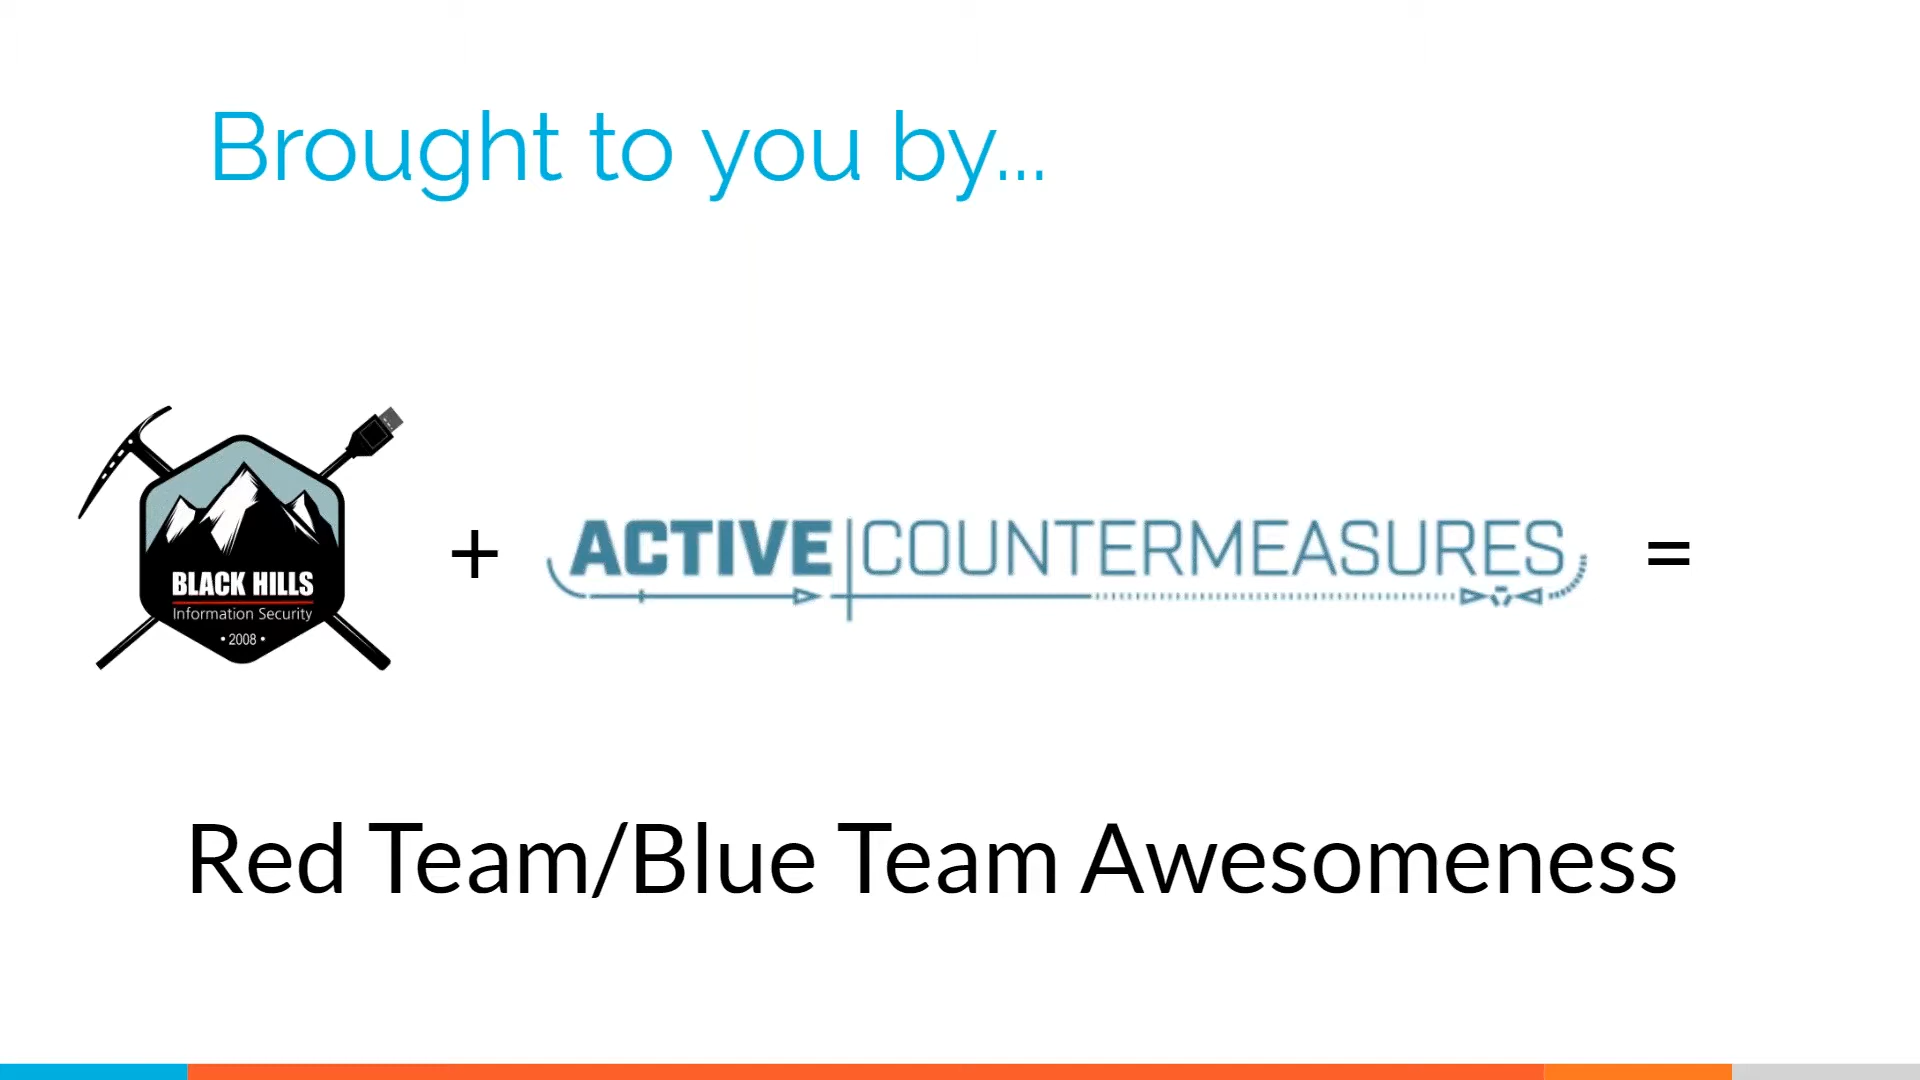 Brought to you by...
BLACK HILLS
Information Security
• 2008 •
+
ACTIVE|COUNTERMEASURES
=
Red Team/Blue Team Awesomeness